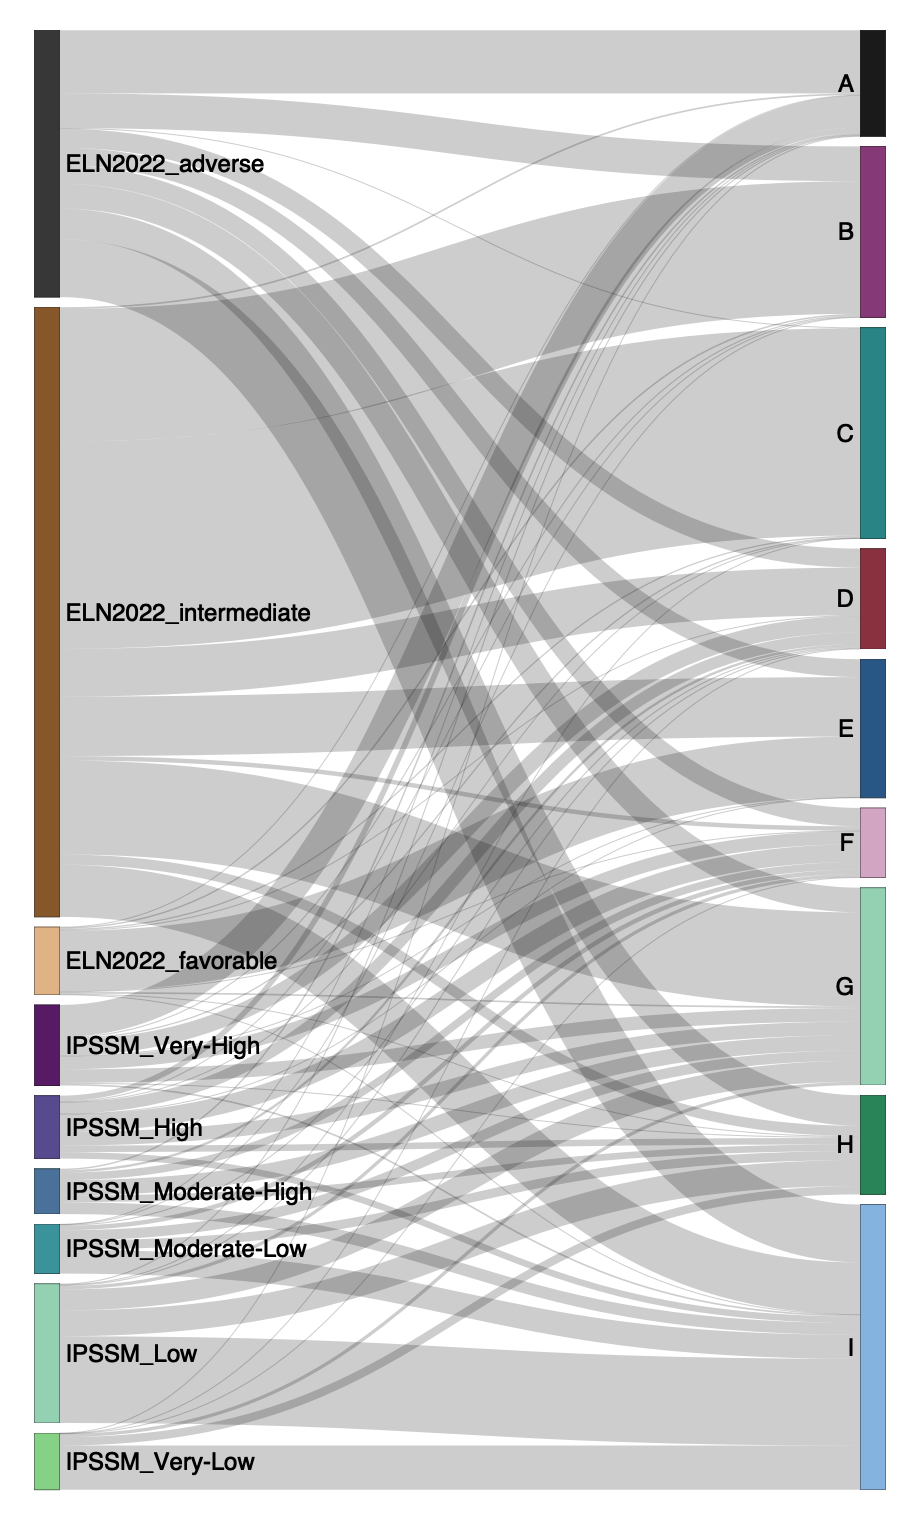 A
ELN2022_adverse
B
C
D
ELN2022_intermediate
E
F
ELN2022_favorable
G
IPSSM_Very-High
IPSSM_High
H
IPSSM_Moderate-High
IPSSM_Moderate-Low
I
IPSSM_Low
IPSSM_Very-Low